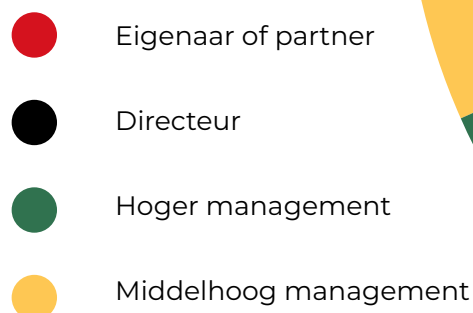 Eigenaar of partner
Directeur
Hoger management
Middelhoog management